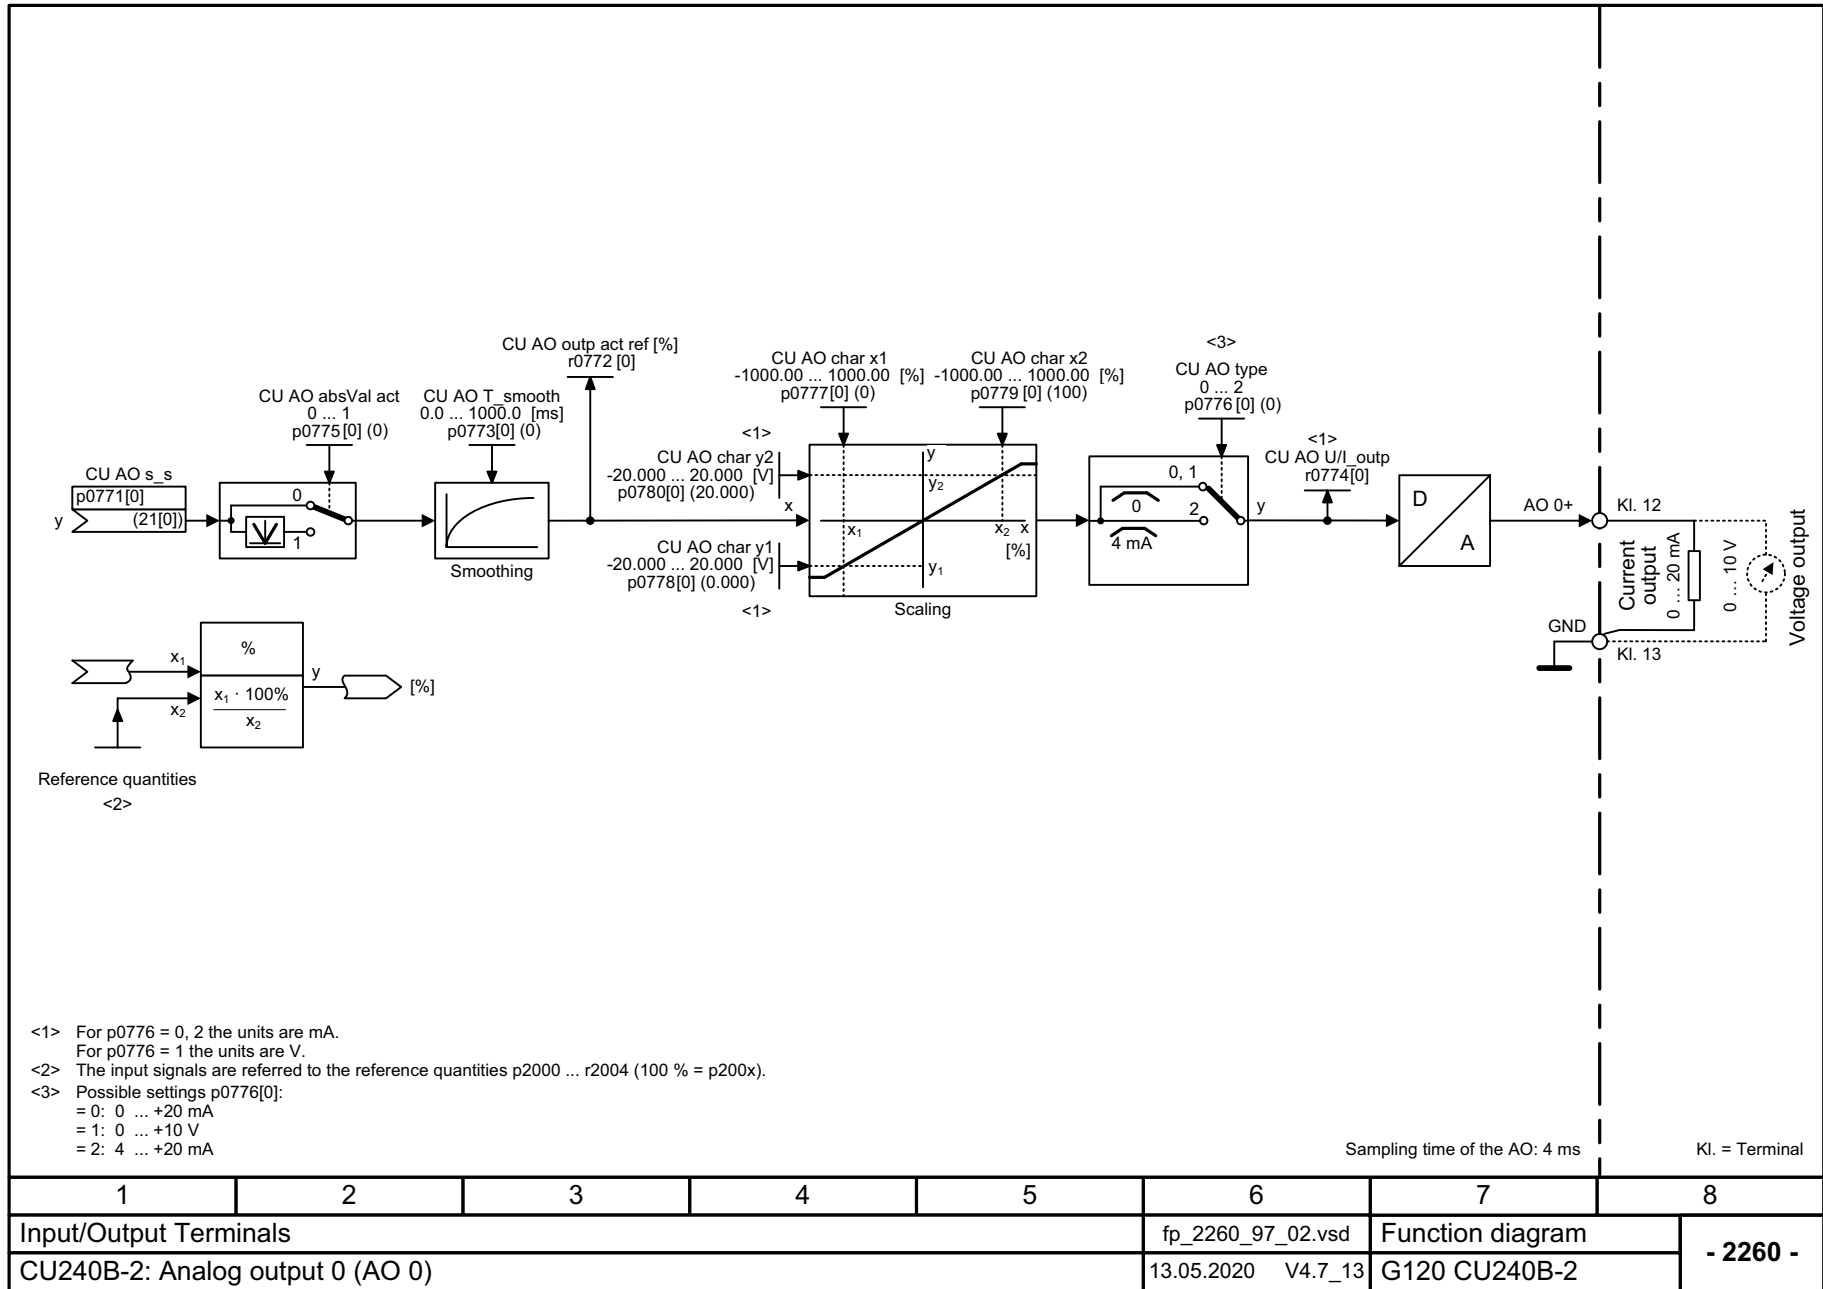 CU AO outp act ref [%]
r0772 [0]
CU AO absVal act
0 ... 1
p0775[0] (0)
CU AO T_smooth
0.0 ... 1000.0 [ms]
p0773[0] (0)
CU AO char x1
-1000.00 ... 1000.00 [%]
p0777[0] (0)
CU AO char x2
-1000.00 ... 1000.00 [%]
p0779 [0] (100)
<3>
CU AO type
0 ... 2
p0776[0] (0)
<1>
CU AO U/I_outp
r0774[0]
<1>
CU AO char y2
-20.000 ... 20.000 [V]
p0780[0] (20.000)
CU AO s_s
p0771[0]
(21[0])
y
0
1
Smoothing
x
CU AO char y1
-20.000 ... 20.000 [V]
p0778[0] (0.000)
<1>
y
y2
x1
x2 x
[%]
y1
Scaling
0, 1
0
2
4 mA
y
D
A
AO 0+
Kl. 12
GND
Kl. 13
Current output
0 ... 20 mA
0 ... 10 V
Voltage output
x1
x2
%
x1 · 100%
x2
y
[%]
Reference quantities
<2>
<1> For p0776 = 0, 2 the units are mA.
For p0776 = 1 the units are V.
<2> The input signals are referred to the reference quantities p2000 ... r2004 (100 % = p200x).
<3> Possible settings p0776[0]:
= 0: 0 ... +20 mA
= 1: 0 ... +10 V
= 2: 4 ... +20 mA
Sampling time of the AO: 4 ms
Kl. = Terminal
1 2 3 4 5 6 7 8
Input/Output Terminals
fp_2260_97_02.vsd
Function diagram
- 2260 -
CU240B-2: Analog output 0 (AO 0)
13.05.2020 V4.7_13
G120 CU240B-2